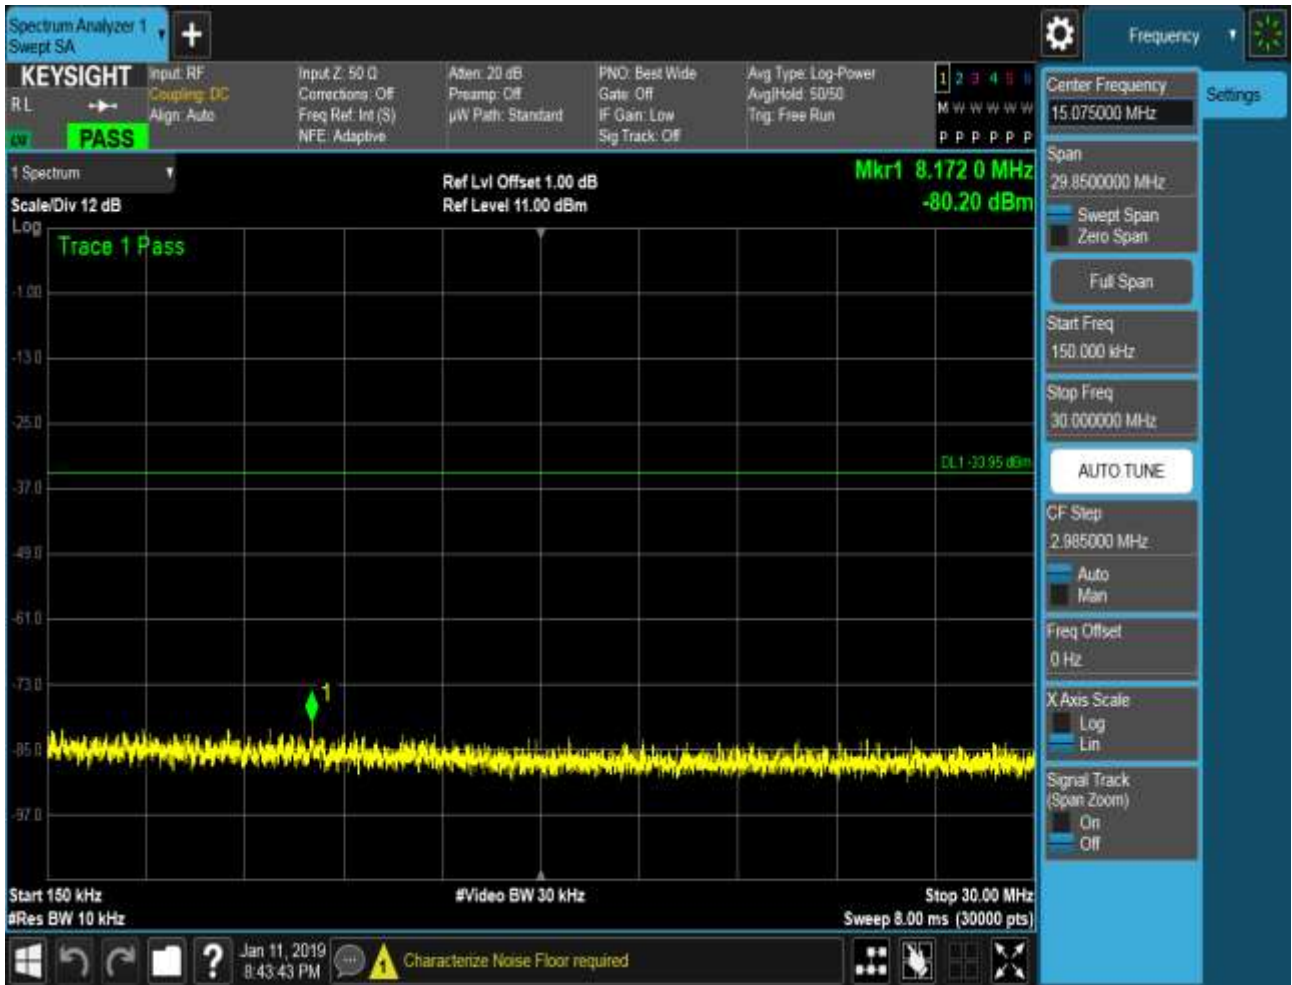 Spectrum Analyzer 1
Swept SA
Frequency
KEYSIGHT
R L
PASS
Input: RF
Coupling: DC
Align: Auto
Input Z: 50 Ω
Corrections: Off
Freq Ref: Int (S)
NFE: Adaptive
Atten: 20 dB
Preamp: Off
µW Path: Standard
PNO: Best Wide
Gate: Off
IF Gain: Low
Sig Track: Off
Avg Type: Log-Power
Avg|Hold: 50/50
Trig: Free Run
1 2 3 4 5 6
M W W W W W
P P P P P P
1 Spectrum
Scale/Div 12 dB
Log
Ref Lvl Offset 1.00 dB
Ref Level 11.00 dBm
Mkr1 8.172 0 MHz
-80.20 dBm
Trace 1 Pass
-1.00
-13.0
-25.0
-37.0
-49.0
-61.0
-73.0
-85.0
-97.0
DL1 -33.95 dBm
1
Start 150 kHz
#Video BW 30 kHz
Stop 30.00 MHz
#Res BW 10 kHz
Sweep 8.00 ms (30000 pts)
Center Frequency
15.075000 MHz
Settings
Span
29.8500000 MHz
Swept Span
Zero Span
Full Span
Start Freq
150.000 kHz
Stop Freq
30.000000 MHz
AUTO TUNE
CF Step
2.985000 MHz
Auto
Man
Freq Offset
0 Hz
X Axis Scale
Log
Lin
Signal Track
(Span Zoom)
On
Off
?
Jan 11, 2019
8:43:43 PM
1
Characterize Noise Floor required